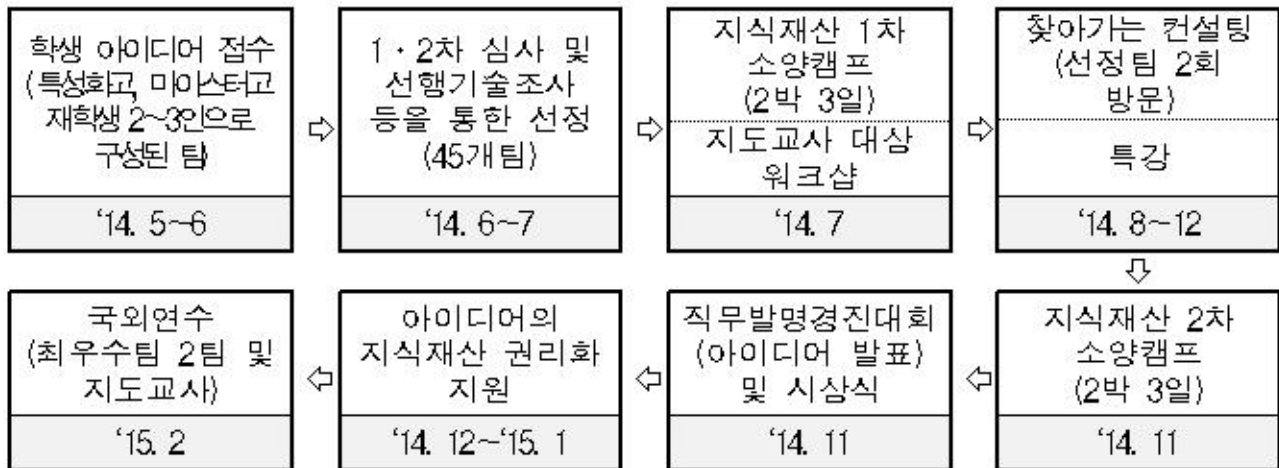 학생 아이디어 접수
(특성화고, 마이스터고
재학생 2~3인으로
구성된 팀)
‘14. 5~6
⇨
1·2차 심사 및
선행기술조사
등을 통한 선정
(45개팀)
‘14. 6~7
⇨
지식재산 1차
소양캠프
(2박 3일)
지도교사 대상
워크샵
‘14. 7
⇨
찾아가는 컨설팅
(선정팀 2회
방문)
특강
‘14. 8~12
⇩
지식재산 2차
소양캠프
(2박 3일)
‘14. 11
⇦
직무발명경진대회
(아이디어 발표)
및 시상식
‘14. 11
⇦
아이디어의
지식재산 권리화
지원
‘14. 12~‘15. 1
⇦
국외연수
(최우수팀 2팀 및
지도교사)
‘15. 2